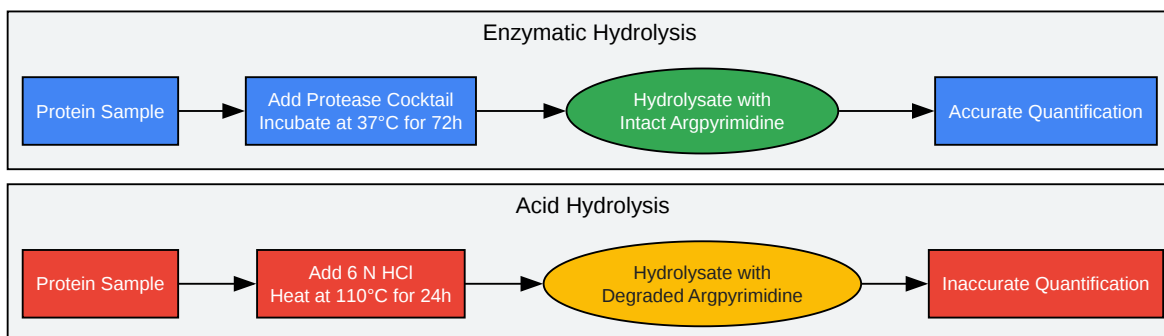 Enzymatic Hydrolysis
Protein Sample
Add Protease Cocktail
Incubate at 37°C for 72h
Hydrolysate with
Intact Argpyrimidine
Accurate Quantification
Acid Hydrolysis
Protein Sample
Add 6 N HCl
Heat at 110°C for 24h
Hydrolysate with
Degraded Argpyrimidine
Inaccurate Quantification